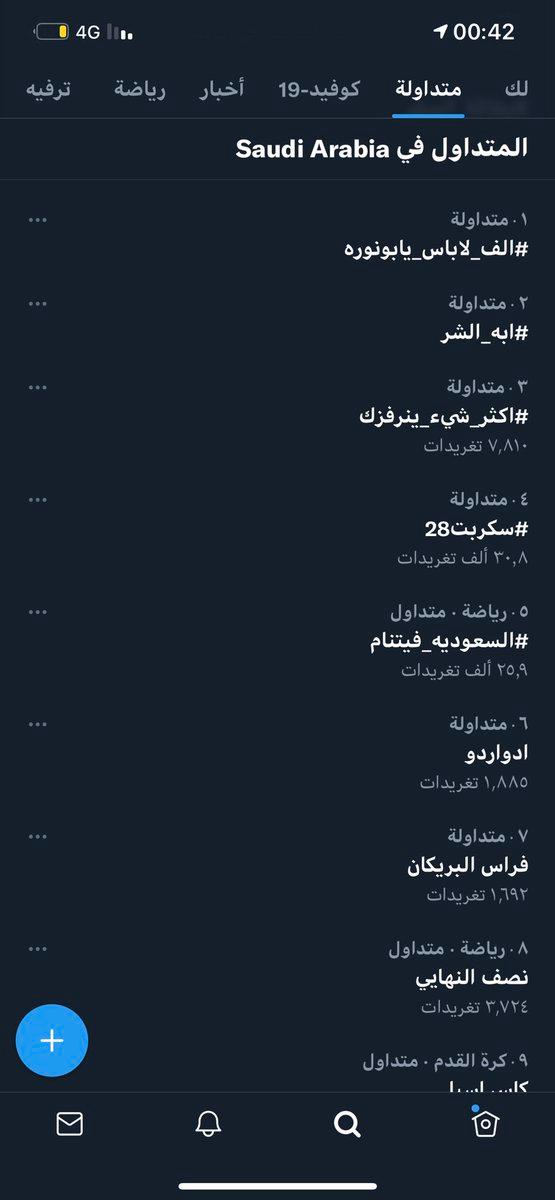 4G
00:42
لك
متداولة
كوفيد-19
أخبار
رياضة
ترفيه
المتداول في Saudi Arabia
١ · متداولة
#الف_لاباس_يابونوره
٢ · متداولة
#ابه_الشر
٣ · متداولة
#اكثر_شيء_ينرفزك
٧,٨١٠ تغريدات
٤ · متداولة
#سكربت28
٣٠,٨ ألف تغريدات
٥ · رياضة · متداول
#السعوديه_فيتنام
٢٥,٩ ألف تغريدات
٦ · متداولة
ادواردو
١,٨٨٥ تغريدات
٧ · متداولة
فراس البريكان
١,٦٩٢ تغريدات
٨ · رياضة · متداول
نصف النهايي
٣,٧٢٤ تغريدات
٩ · كرة القدم · متداول
كاس اسيا